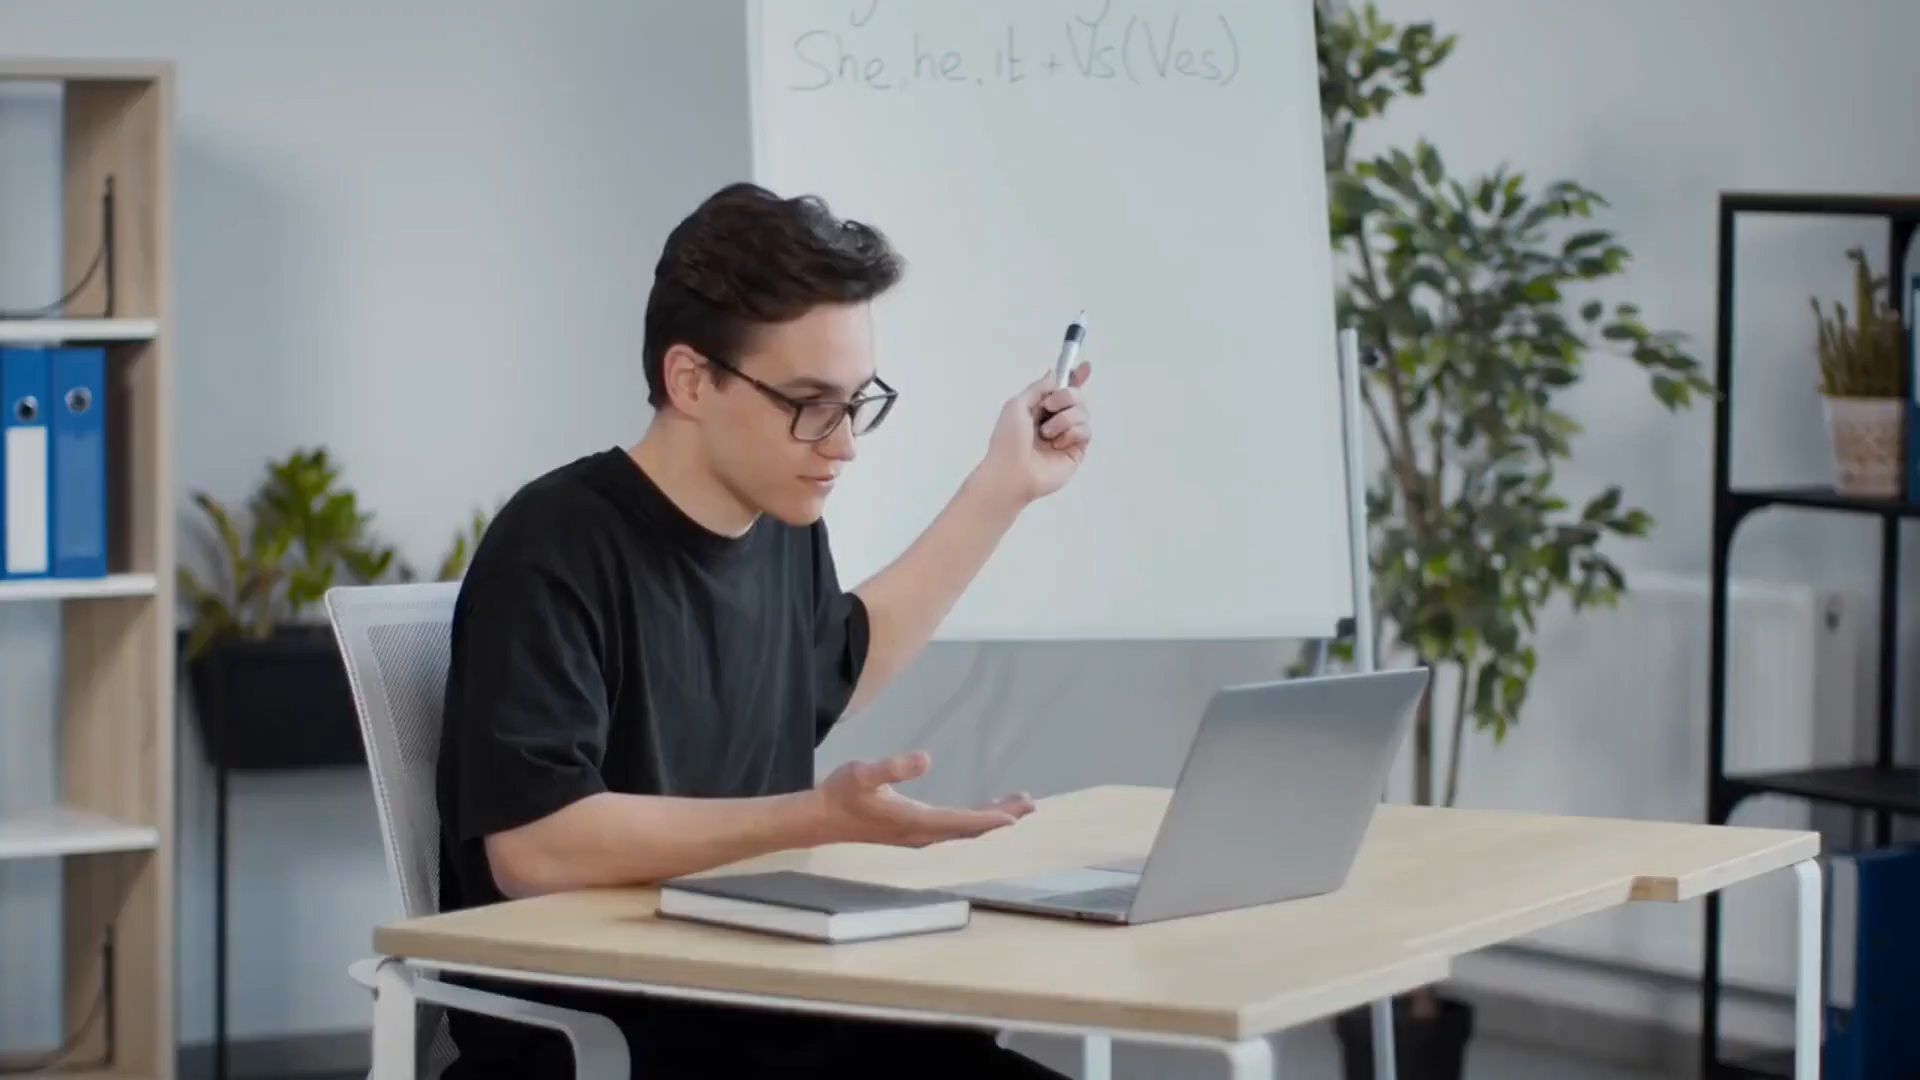 She, he, it + Vs(Ves)